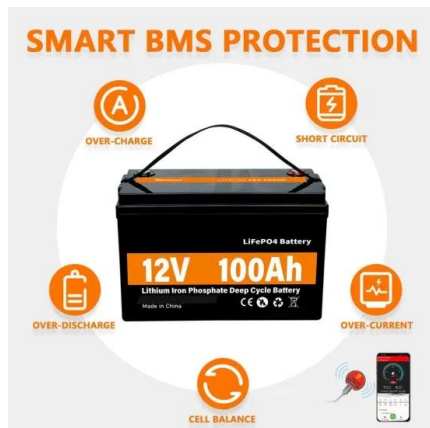 SMART BMS PROTECTION
A
OVER-CHARGE
SHORT CIRCUIT
LiFePO4 Battery
12V 100Ah
Lithium Iron Phosphate Deep Cycle Battery
Made in China
CE
OVER-DISCHARGE
OVER-CURRENT
CELL BALANCE